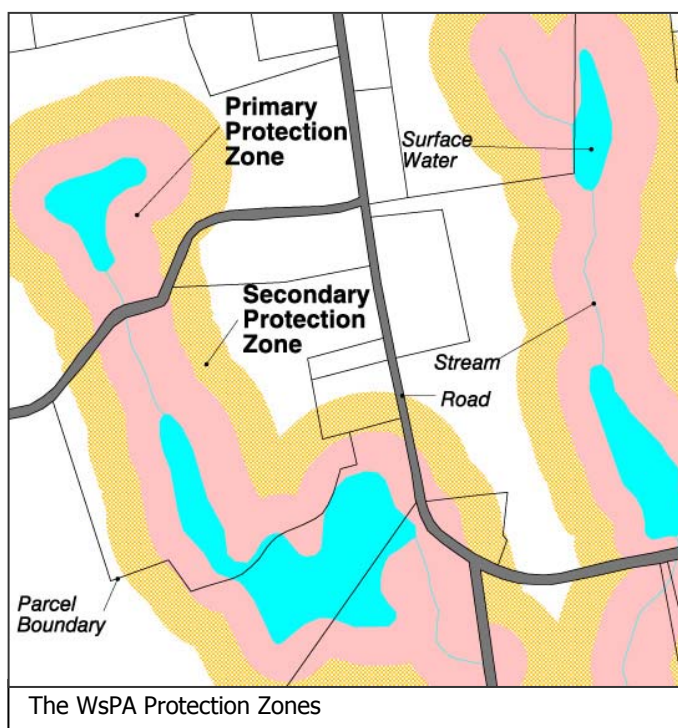 Primary
Protection
Zone
Surface
Water
Secondary
Protection
Zone
Stream
Road
Parcel
Boundary
The WsPA Protection Zones